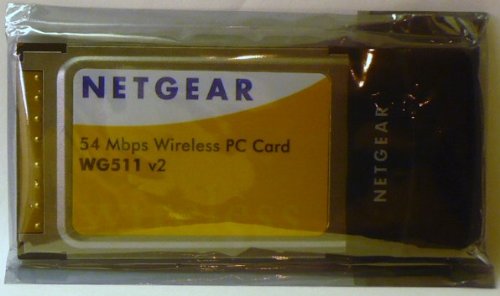 NETGEAR
54 Mbps Wireless PC Card
WG511 v2
NETGEAR